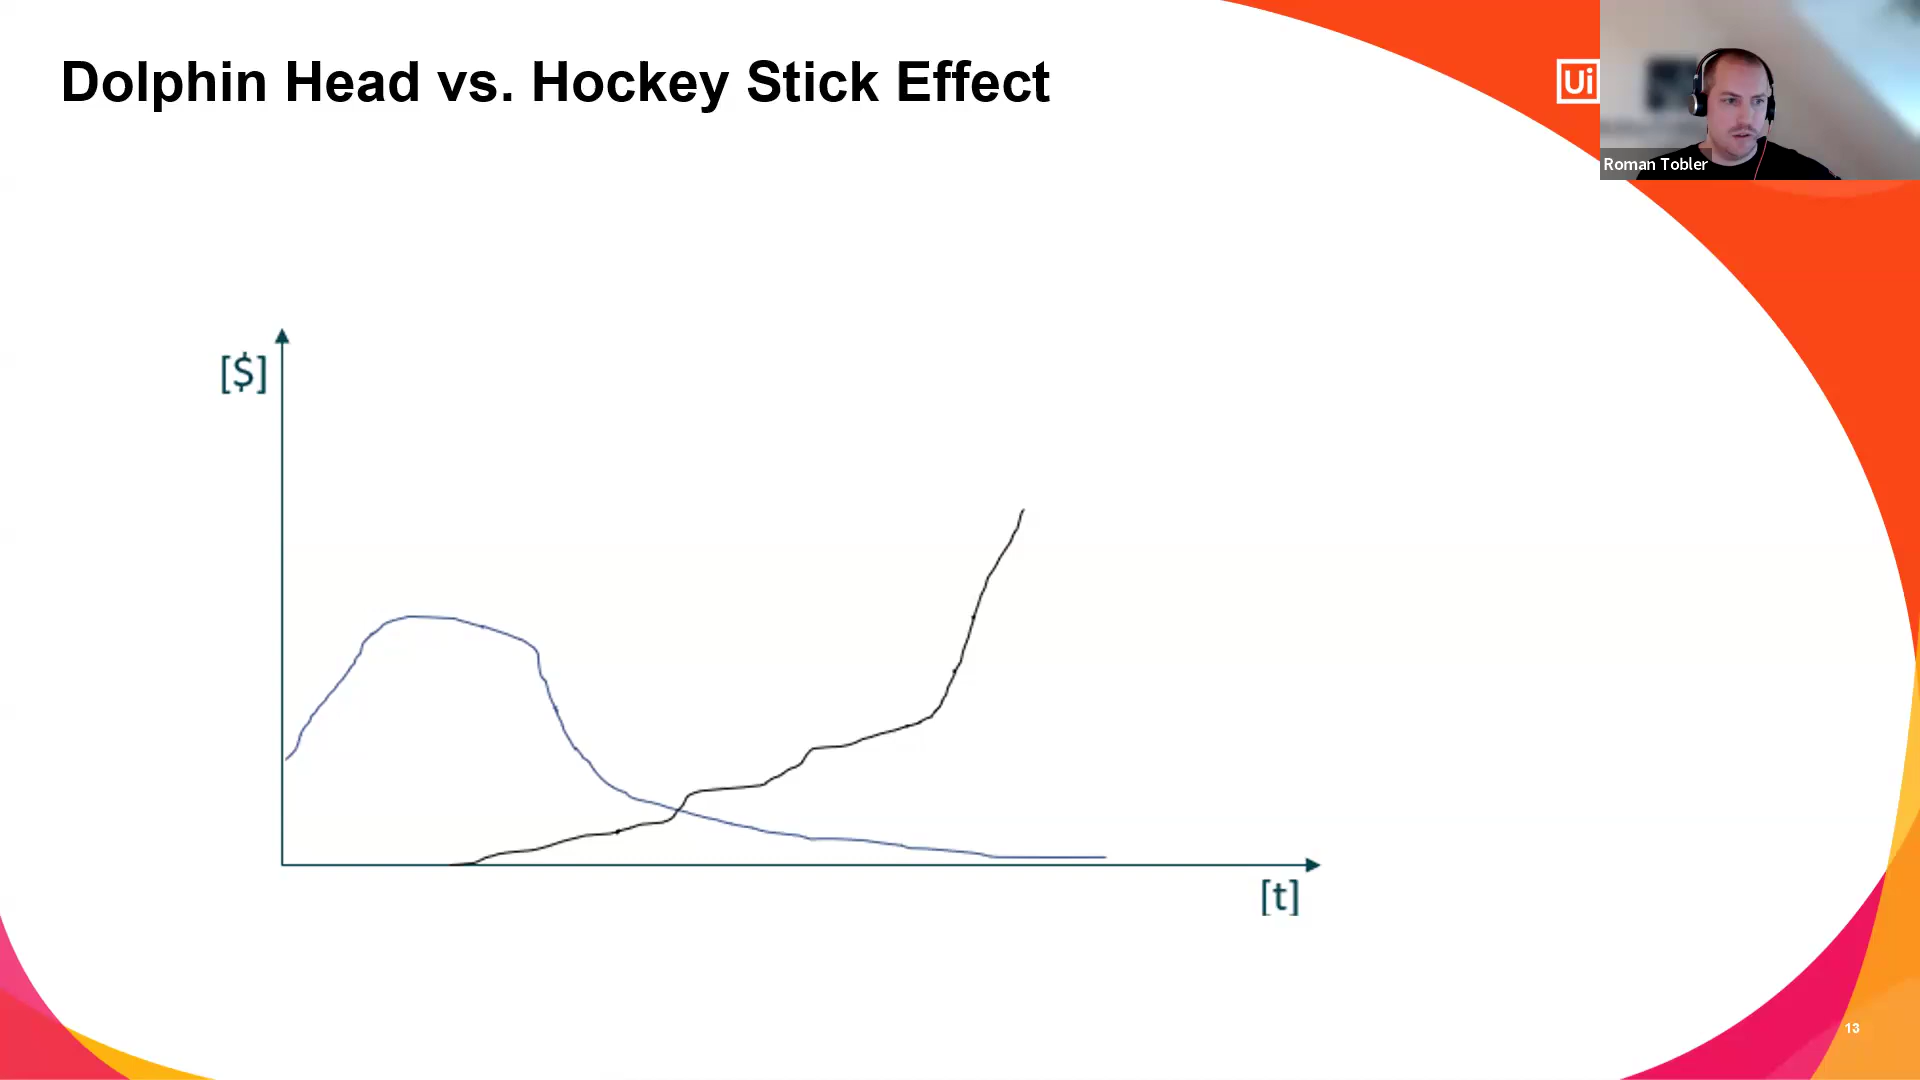 Dolphin Head vs. Hockey Stick Effect
Ui
Roman Tobler
[$]
[t]
13